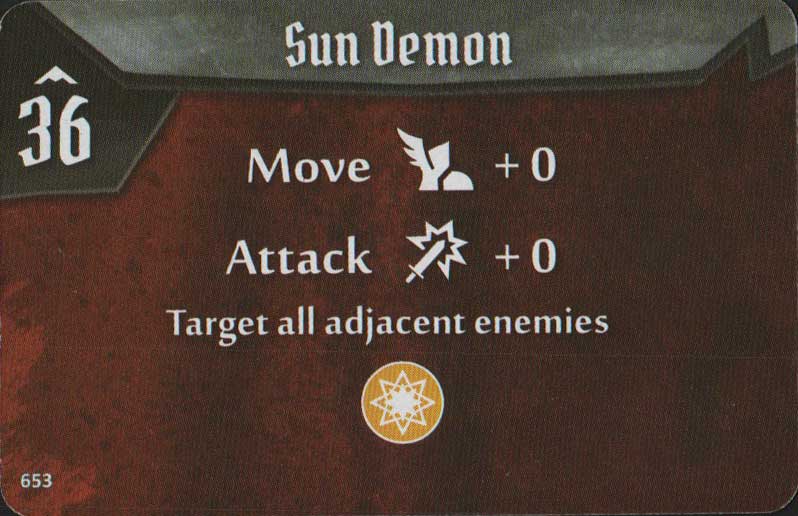 Sun Demon
36
Move + 0
Attack + 0
Target all adjacent enemies
653